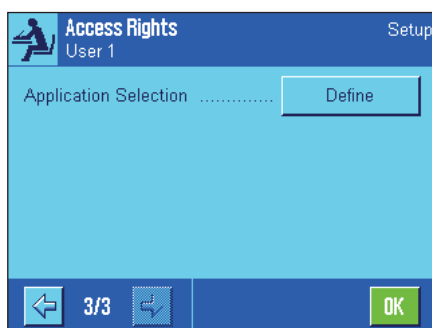 Access Rights Setup
User 1
Application Selection .............. Define
3/3 OK